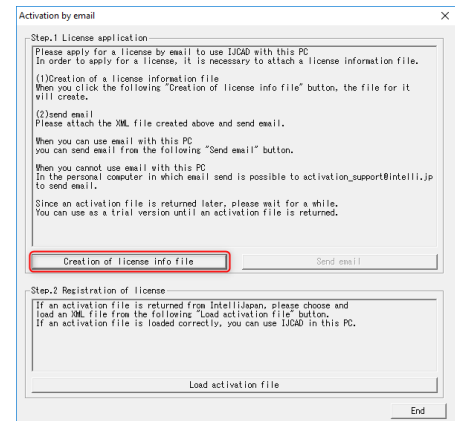 Activation by email
Step.1 License application
Please apply for a license by email to use IJCAD with this PC
In order to apply for a license, it is necessary to attach a license information file.
(1)Creation of a license information file
When you click the following "Creation of license info file" button, the file for it
will create.
(2)send email
Please attach the XML file created above and send email.
When you can use email with this PC
you can send email from the following "Send email" button.
When you cannot use email with this PC
In the personal computer in which email send is possible to activation_support@intelli.jp
to send email.
Since an activation file is returned later, please wait for a while.
You can use as a trial version until an activation file is returned.
Creation of license info file
Send email
Step.2 Registration of license
If an activation file is returned from IntelliJapan, please choose and
load an XML file from the following "Load activation file" button.
If an activation file is loaded correctly, you can use IJCAD in this PC.
Load activation file
End